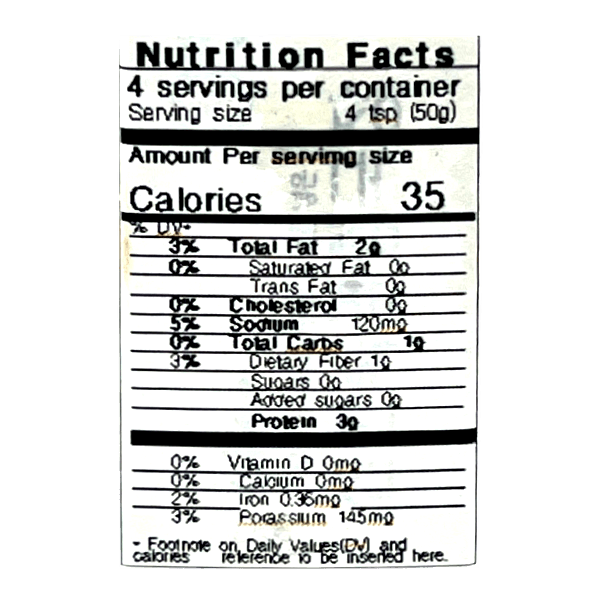 Nutrition Facts
4 servings per container
Serving size 4 tsp (50g)
Amount Per servimg size
Calories 35
% DV*
3% Total Fat 2g
0% Saturated Fat 0g
Trans Fat 0g
0% Cholesterol 0g
5% Sodium 120mg
0% Total Carbs 1g
3% Dietary Fiber 1g
Sugars 0g
Added sugars 0g
Protein 3g
0% Vitamin D 0mg
0% Calcium 0mg
2% Iron 0.36mg
3% Porassium 145mg
- Footnote on Daily Values(DV) and
calories reference to be inserted here.